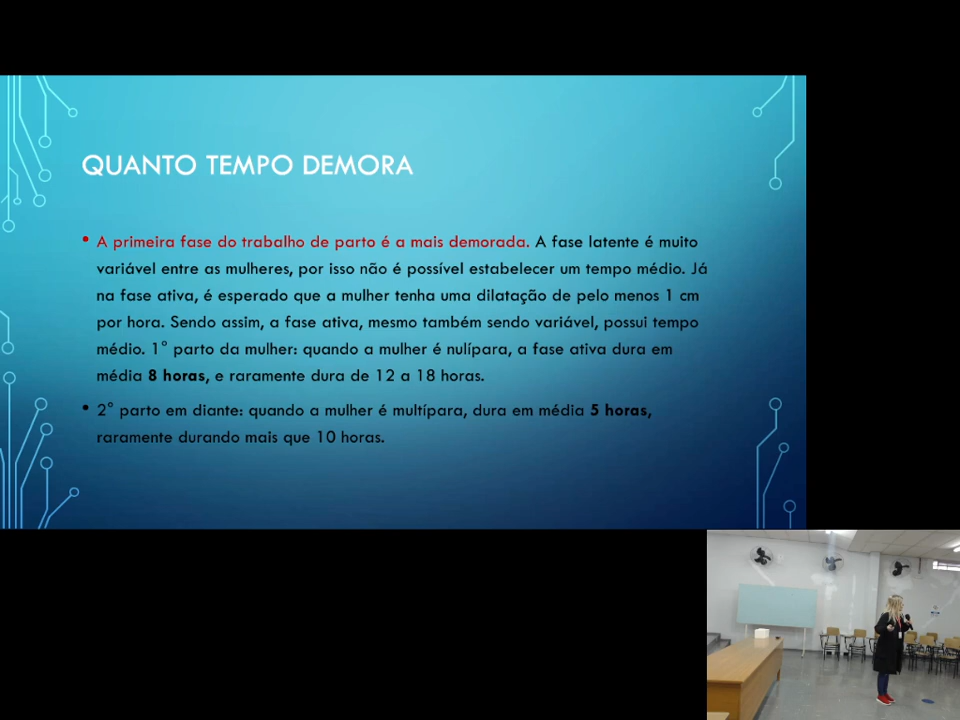 QUANTO TEMPO DEMORA
• A primeira fase do trabalho de parto é a mais demorada. A fase latente é muito
variável entre as mulheres, por isso não é possível estabelecer um tempo médio. Já
na fase ativa, é esperado que a mulher tenha uma dilatação de pelo menos 1 cm
por hora. Sendo assim, a fase ativa, mesmo também sendo variável, possui tempo
médio. 1° parto da mulher: quando a mulher é nulípara, a fase ativa dura em
média 8 horas, e raramente dura de 12 a 18 horas.
• 2° parto em diante: quando a mulher é multípara, dura em média 5 horas,
raramente durando mais que 10 horas.